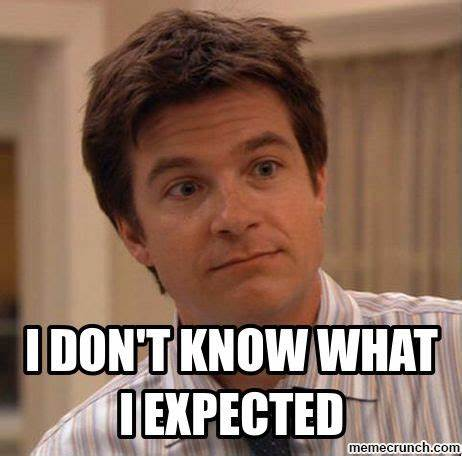 I DON'T KNOW WHAT
I EXPECTED
memecrunch.com